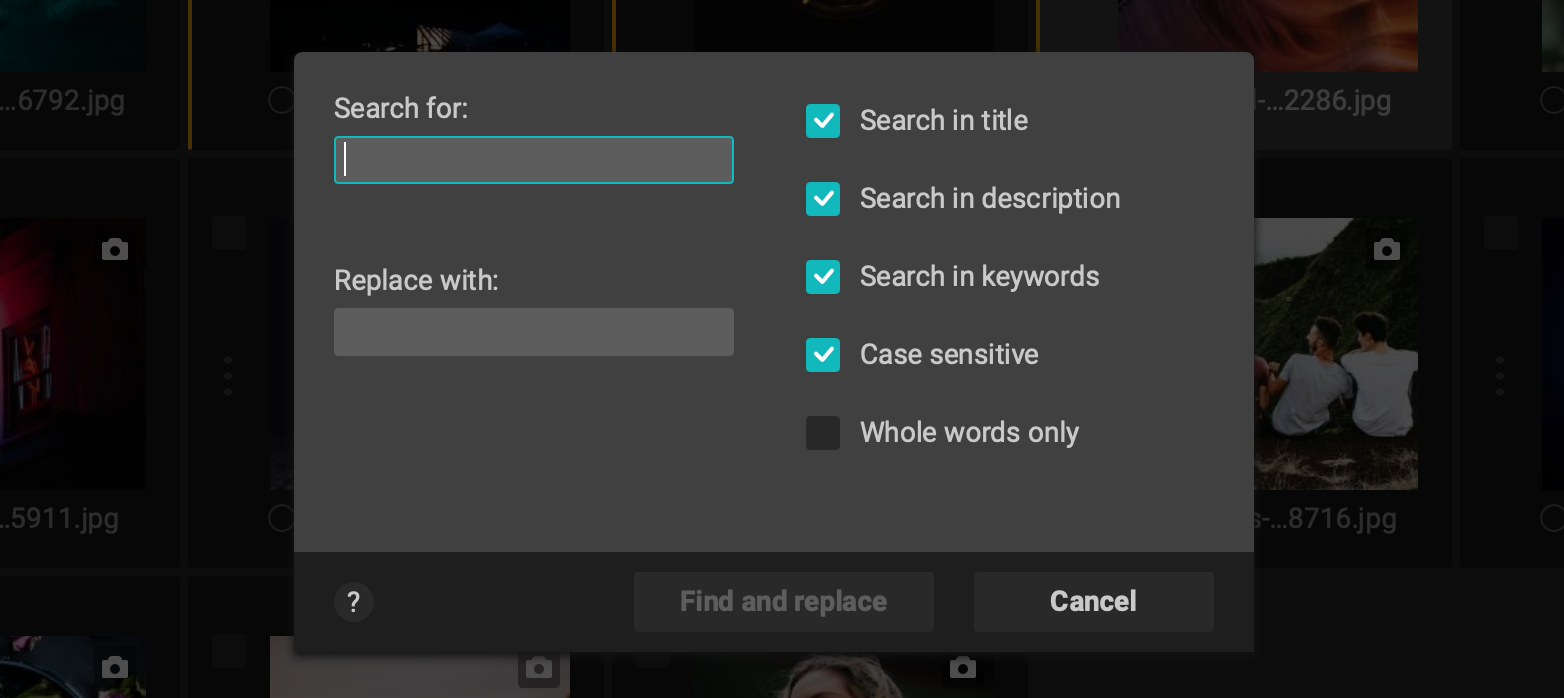 ...6792.jpg
-...2286.jpg
Search for:
Search in title
Search in description
Replace with:
Search in keywords
Case sensitive
Whole words only
...5911.jpg
s-...8716.jpg
?
Find and replace
Cancel